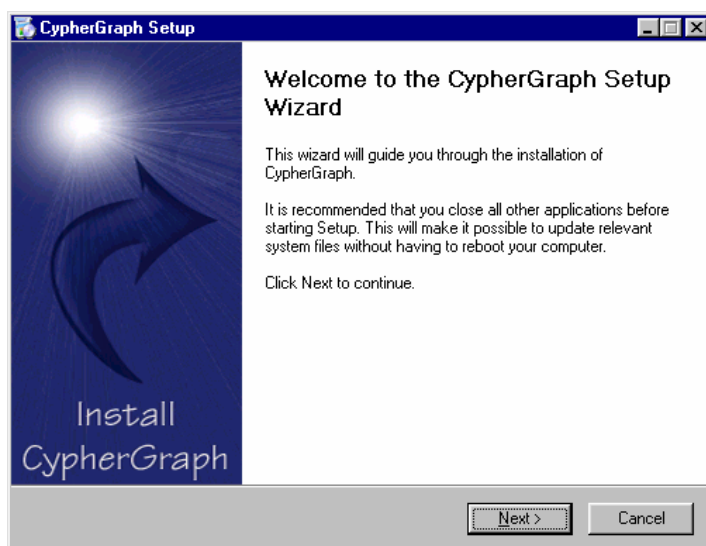 CypherGraph Setup
Welcome to the CypherGraph Setup
Wizard
This wizard will guide you through the installation of
CypherGraph.
It is recommended that you close all other applications before
starting Setup. This will make it possible to update relevant
system files without having to reboot your computer.
Click Next to continue.
Install
CypherGraph
Next >
Cancel